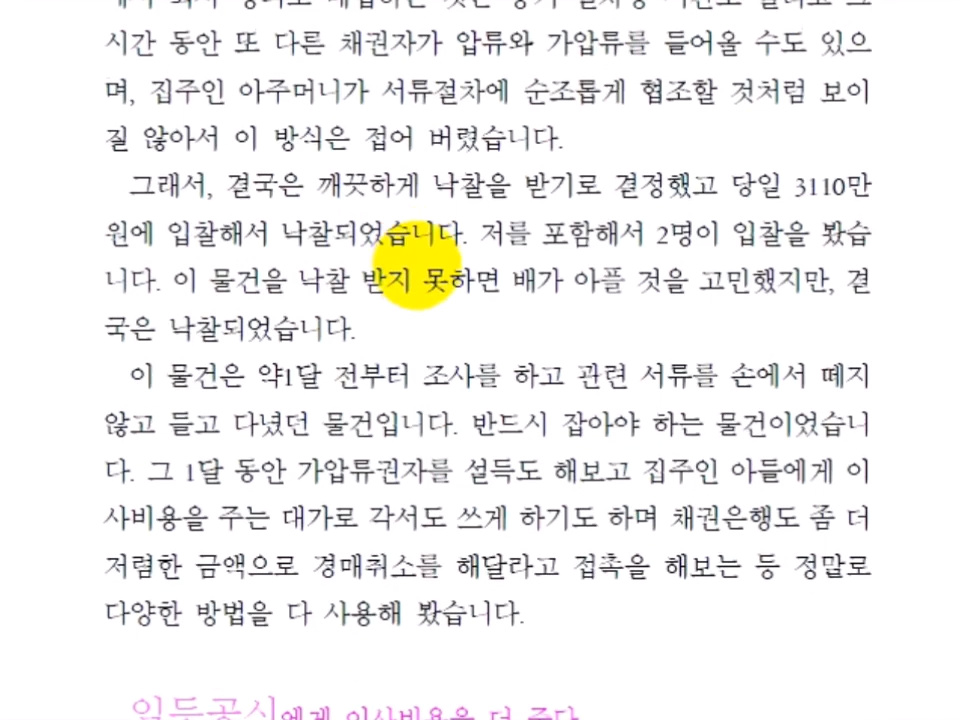 시간 동안 또 다른 채권자가 압류와 가압류를 들어올 수도 있으
며, 집주인 아주머니가 서류절차에 순조롭게 협조할 것처럼 보이
질 않아서 이 방식은 접어 버렸습니다.
그래서, 결국은 깨끗하게 낙찰을 받기로 결정했고 당일 3110만
원에 입찰해서 낙찰되었습니다. 저를 포함해서 2명이 입찰을 봤습
니다. 이 물건을 낙찰 받지 못하면 배가 아플 것을 고민했지만, 결
국은 낙찰되었습니다.
이 물건은 약1달 전부터 조사를 하고 관련 서류를 손에서 떼지
않고 들고 다녔던 물건입니다. 반드시 잡아야 하는 물건이었습니
다. 그 1달 동안 가압류권자를 설득도 해보고 집주인 아들에게 이
사비용을 주는 대가로 각서도 쓰게 하기도 하며 채권은행도 좀 더
저렴한 금액으로 경매취소를 해달라고 접촉을 해보는 등 정말로
다양한 방법을 다 사용해 봤습니다.
이사비용을 더 준다